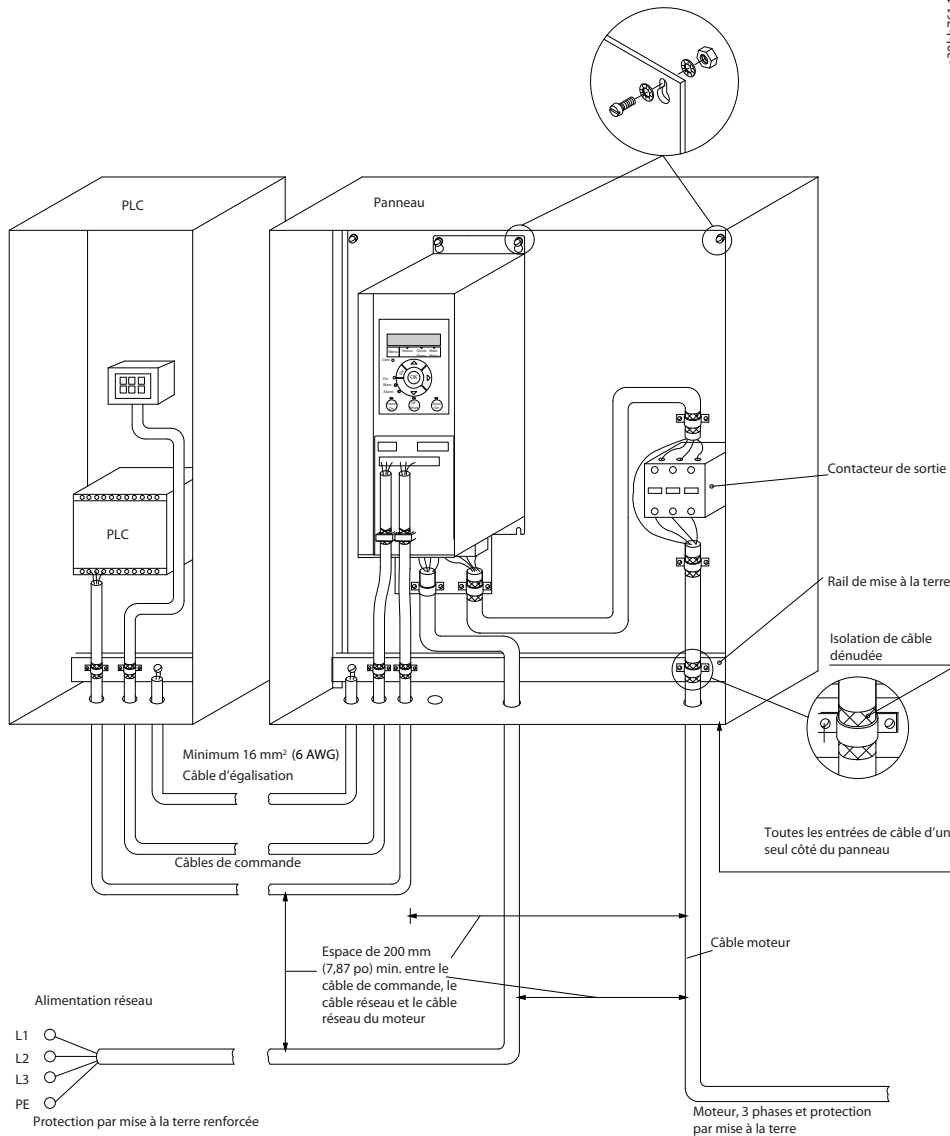 PLC
Panneau
OK
PLC
Contacteur de sortie
Rail de mise à la terre
Isolation de câble
dénudée
Minimum 16 mm² (6 AWG)
Câble d'égalisation
Câbles de commande
Toutes les entrées de câble d'un
seul côté du panneau
Espace de 200 mm
(7,87 po) min. entre le
câble de commande, le
câble réseau et le câble
réseau du moteur
Câble moteur
Alimentation réseau
L1
L2
L3
PE
Protection par mise à la terre renforcée
Moteur, 3 phases et protection
par mise à la terre